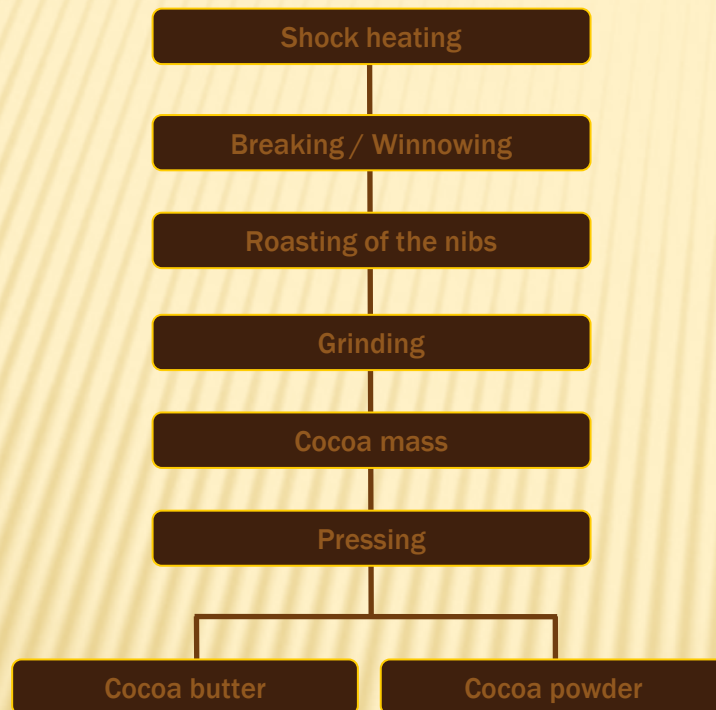 Shock heating
Breaking / Winnowing
Roasting of the nibs
Grinding
Cocoa mass
Pressing
Cocoa butter
Cocoa powder